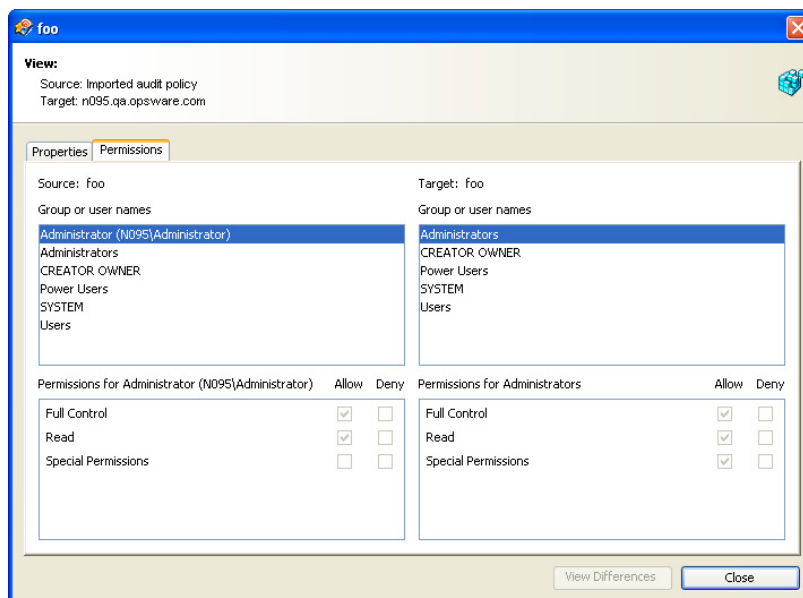 foo
View:
Source: Imported audit policy
Target: n095.qa.opsware.com
Properties
Permissions
Source: foo
Group or user names
Administrator (N095\Administrator)
Administrators
CREATOR OWNER
Power Users
SYSTEM
Users
Target: foo
Group or user names
Administrators
CREATOR OWNER
Power Users
SYSTEM
Users
Permissions for Administrator (N095\Administrator) Allow Deny
Full Control
Read
Special Permissions
Permissions for Administrators Allow Deny
Full Control
Read
Special Permissions
View Differences
Close